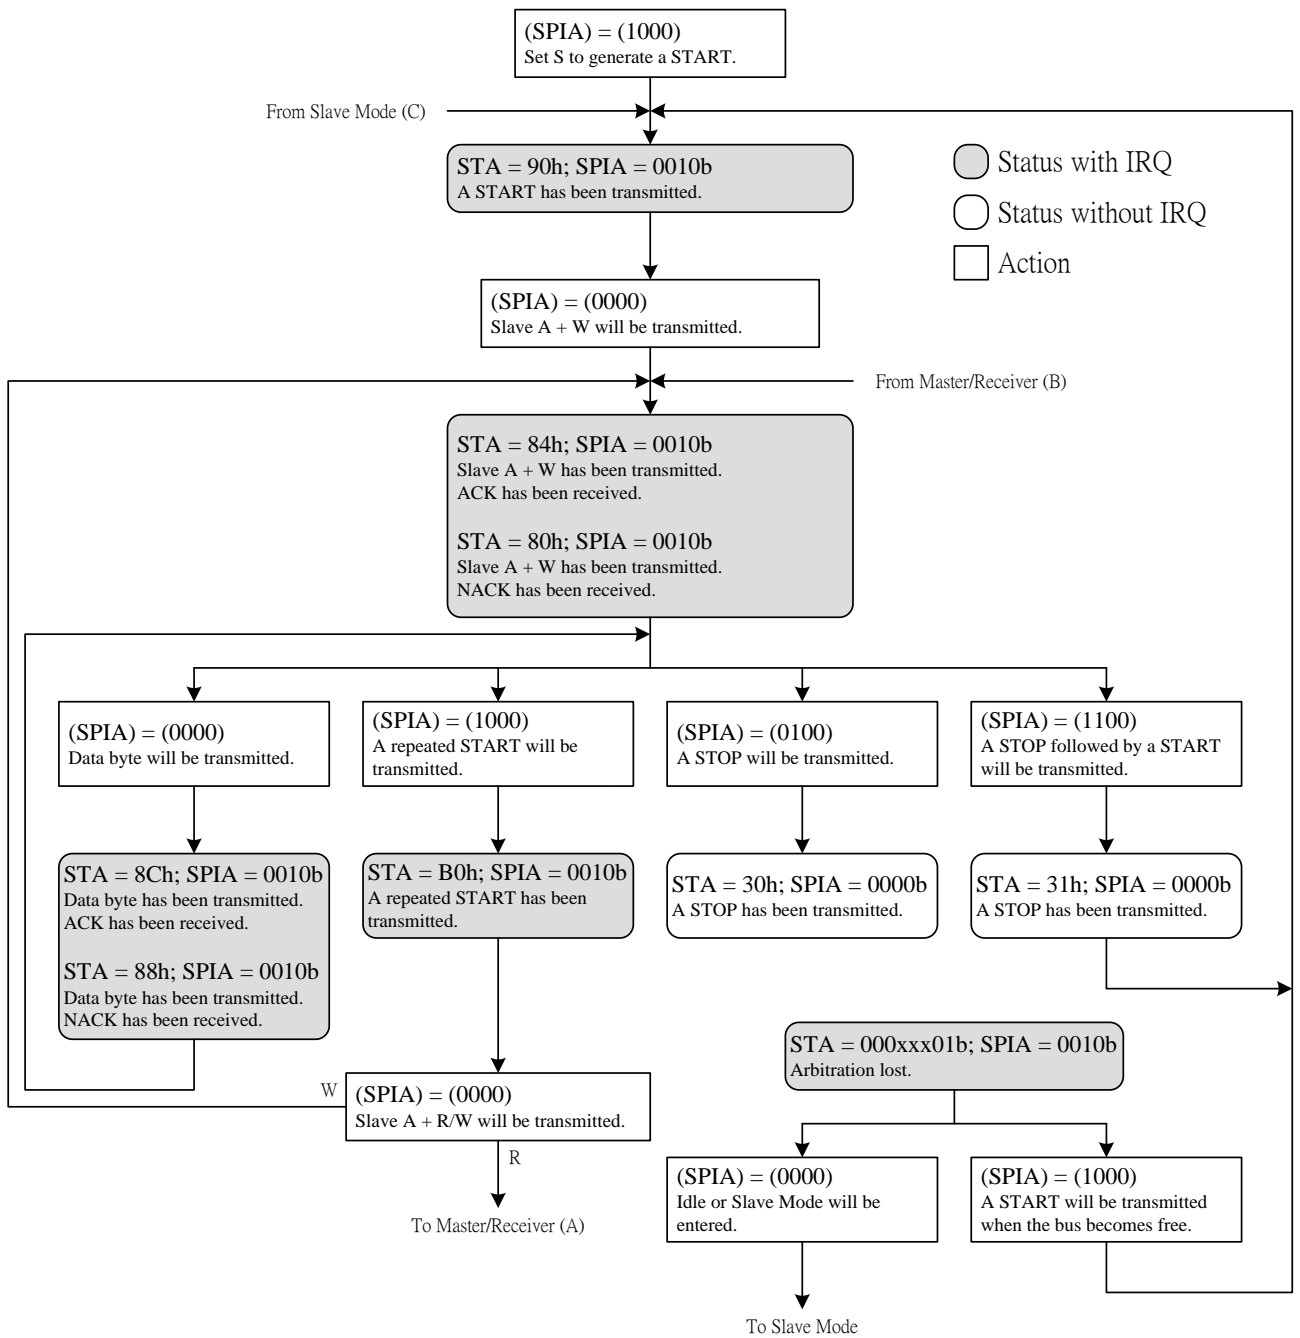 (SPIA) = (1000)
Set S to generate a START.
From Slave Mode (C)
STA = 90h; SPIA = 0010b
A START has been transmitted.
Status with IRQ
Status without IRQ
Action
(SPIA) = (0000)
Slave A + W will be transmitted.
From Master/Receiver (B)
STA = 84h; SPIA = 0010b
Slave A + W has been transmitted.
ACK has been received.
STA = 80h; SPIA = 0010b
Slave A + W has been transmitted.
NACK has been received.
(SPIA) = (0000)
Data byte will be transmitted.
(SPIA) = (1000)
A repeated START will be
transmitted.
(SPIA) = (0100)
A STOP will be transmitted.
(SPIA) = (1100)
A STOP followed by a START
will be transmitted.
STA = 8Ch; SPIA = 0010b
Data byte has been transmitted.
ACK has been received.
STA = 88h; SPIA = 0010b
Data byte has been transmitted.
NACK has been received.
STA = B0h; SPIA = 0010b
A repeated START has been
transmitted.
STA = 30h; SPIA = 0000b
A STOP has been transmitted.
STA = 31h; SPIA = 0000b
A STOP has been transmitted.
STA = 000xxx01b; SPIA = 0010b
Arbitration lost.
W
(SPIA) = (0000)
Slave A + R/W will be transmitted.
R
To Master/Receiver (A)
(SPIA) = (0000)
Idle or Slave Mode will be
entered.
(SPIA) = (1000)
A START will be transmitted
when the bus becomes free.
To Slave Mode